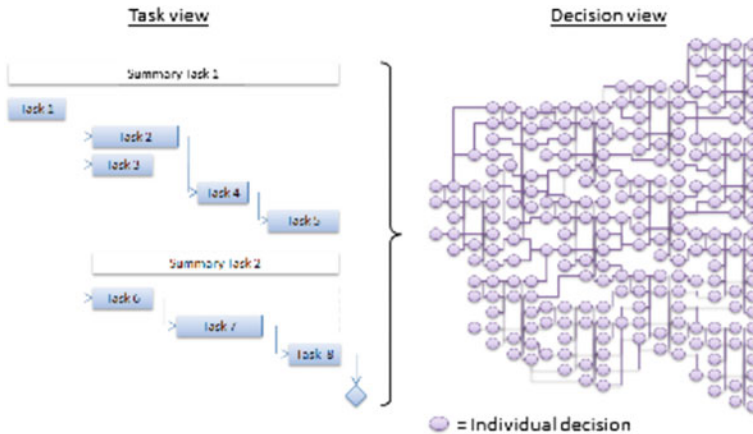 Task view
Decision view
Summary Task 1
Task 1
Task 2
Task 3
Task 4
Task 5
Summary Task 2
Task 6
Task 7
Task 8
= Individual decision